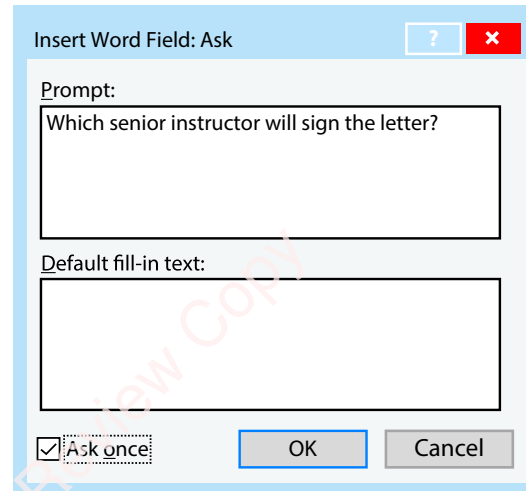 Insert Word Field: Ask ?
Prompt:
Which senior instructor will sign the letter?
Default fill-in text:
Ask once OK Cancel
Review Copy